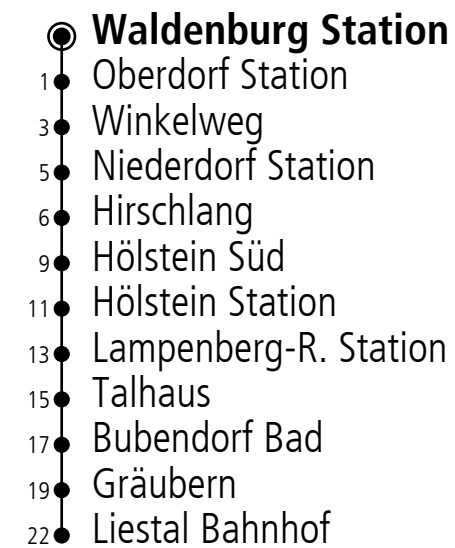 Waldenburg Station
1 Oberdorf Station
3 Winkelweg
5 Niederdorf Station
6 Hirschlang
9 Hölstein Süd
11 Hölstein Station
13 Lampenberg-R. Station
15 Talhaus
17 Bubendorf Bad
19 Gräubern
22 Liestal Bahnhof